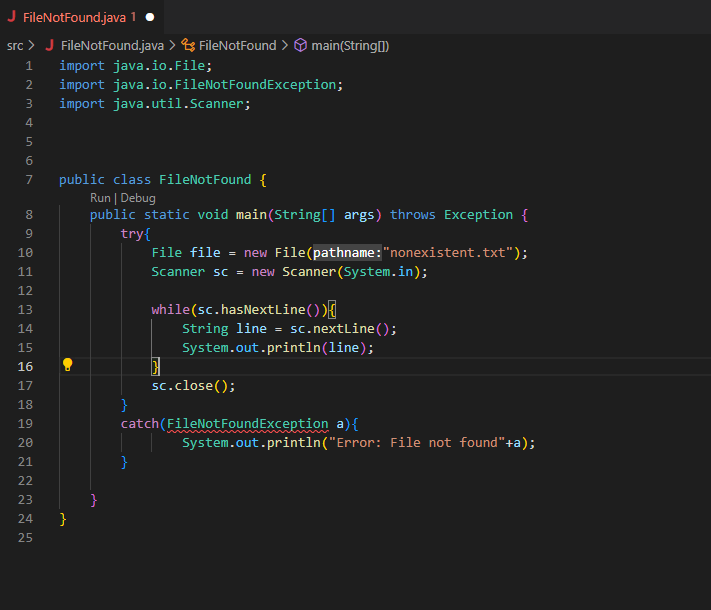 FileNotFound.java 1
src > FileNotFound.java > FileNotFound > main(String[])
1 import java.io.File;
2 import java.io.FileNotFoundException;
3 import java.util.Scanner;
4
5
6
7 public class FileNotFound {
Run | Debug
8 public static void main(String[] args) throws Exception {
9 try{
10 File file = new File(pathname:"nonexistent.txt");
11 Scanner sc = new Scanner(System.in);
12
13 while(sc.hasNextLine()){
14 String line = sc.nextLine();
15 System.out.println(line);
16 }
17 sc.close();
18 }
19 catch(FileNotFoundException a){
20 System.out.println("Error: File not found"+a);
21 }
22
23 }
24 }
25